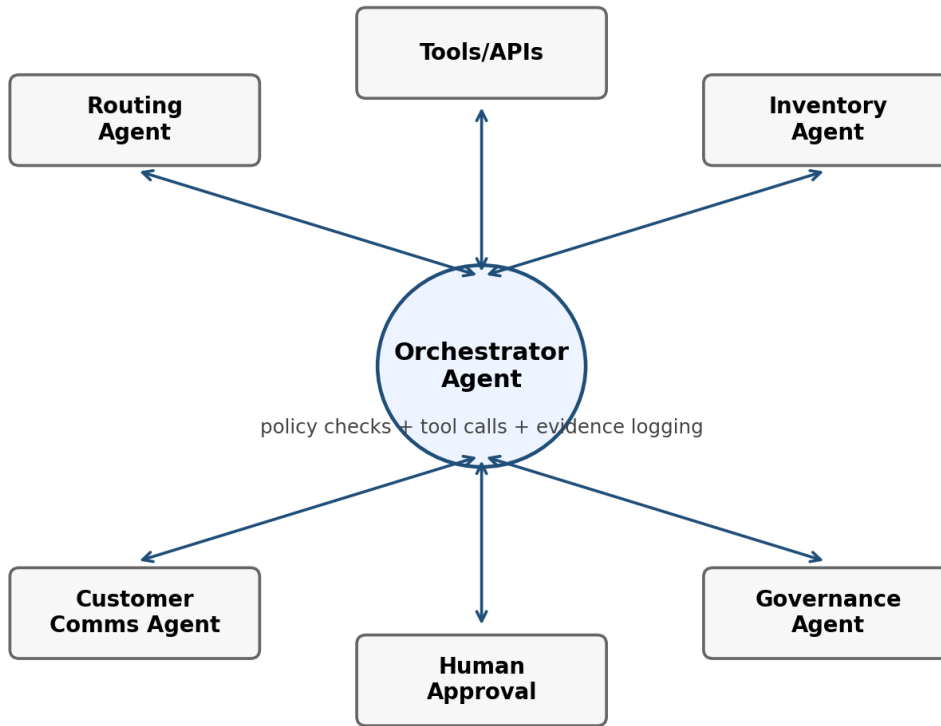 Tools/APIs
Routing
Agent
Inventory
Agent
Orchestrator
Agent
policy checks + tool calls + evidence logging
Customer
Comms Agent
Governance
Agent
Human
Approval